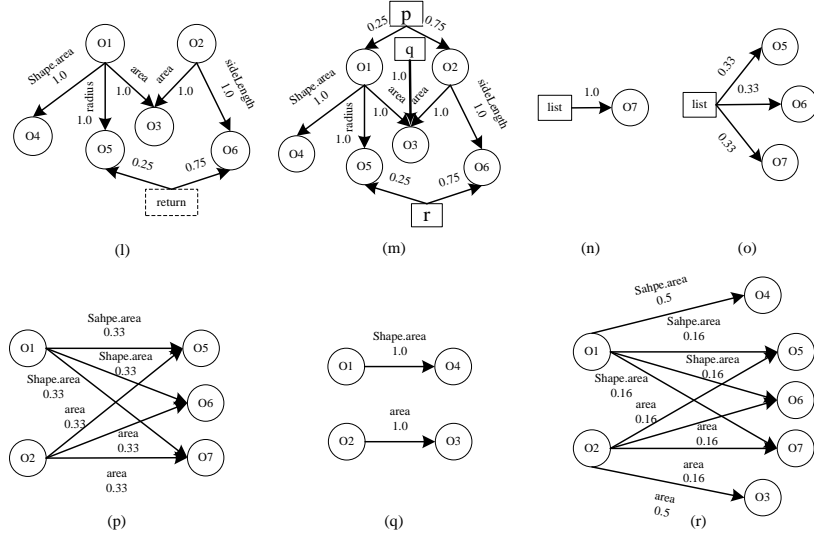 O1
O2
Shape.area
1.0
radius
1.0
area
1.0
area
1.0
sideLength
1.0
O4
O3
O5
O6
0.25
0.75
return
(l)
p
0.25
0.75
q
1.0
O1
O2
Shape.area
1.0
radius
1.0
area
1.0
area
1.0
sideLength
1.0
O4
O3
O5
O6
0.25
0.75
r
(m)
list
1.0
O7
(n)
list
0.33
0.33
0.33
O5
O6
O7
(o)
O1
O2
Sahpe.area
0.33
Shape.area
0.33
Shape.area
0.33
area
0.33
area
0.33
area
0.33
O5
O6
O7
(p)
O1
Shape.area
1.0
O4
O2
area
1.0
O3
(q)
Sahpe.area
0.5
O4
O1
Sahpe.area
0.16
O5
Shape.area
0.16
Shape.area
0.16
O6
area
0.16
area
0.16
O2
O7
area
0.16
area
0.5
O3
(r)